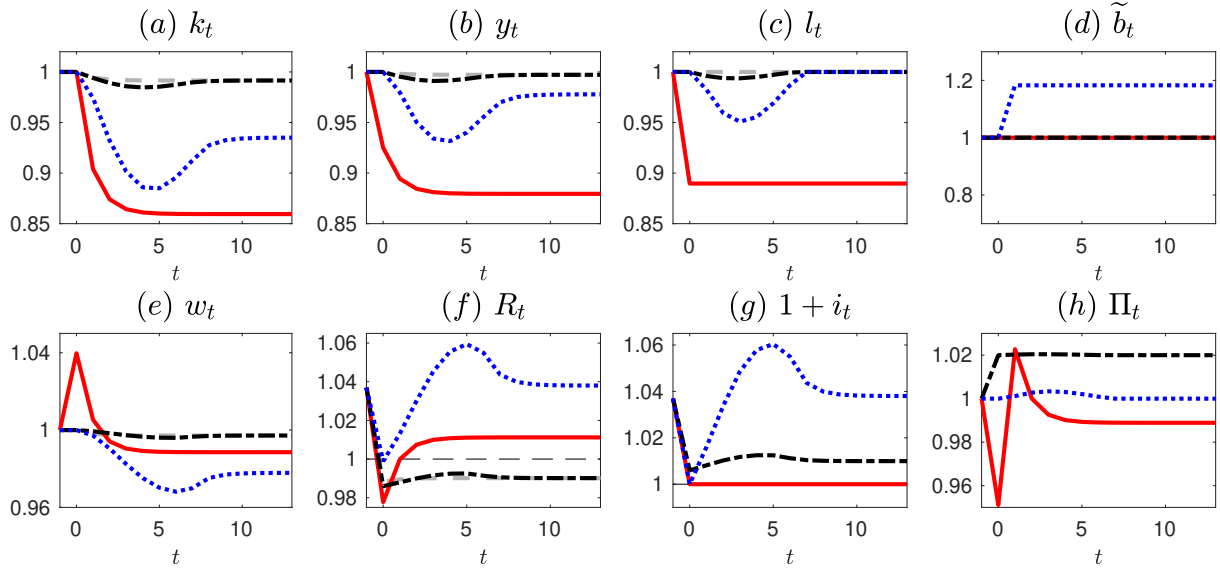 (a) k_t (b) y_t (c) l_t (d) \widetilde{b}_t
1 1 1 1.2
0.95 0.95 0.95 1
0.9 0.9 0.9 0.8
0.85 0.85 0.85
0 5 10 0 5 10 0 5 10 0 5 10
t t t t
(e) w_t (f) R_t (g) 1 + i_t (h) Π_t
1.04 1.06 1.06 1.02
1.04 1.04 1
1 1.02 1.02 0.98
1 1 0.96
0.96 0.98
0 5 10 0 5 10 0 5 10 0 5 10
t t t t